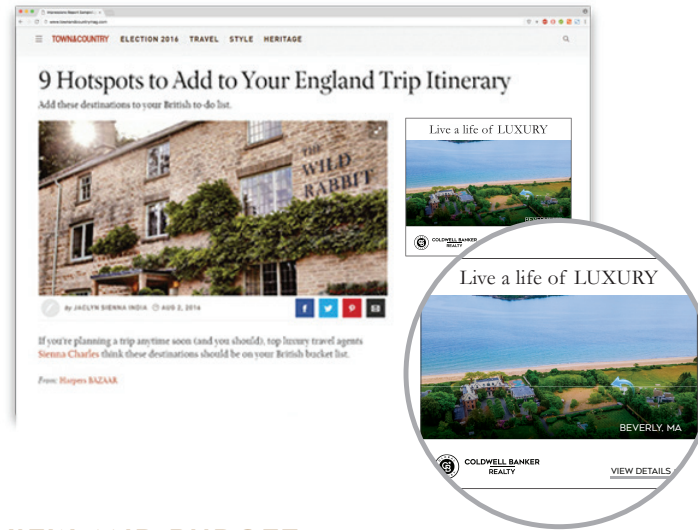 www.townandcountrymag.com
TOWN&COUNTRY ELECTION 2016 TRAVEL STYLE HERITAGE
9 Hotspots to Add to Your England Trip Itinerary
Add these destinations to your British to-do list.
THE
WILD
RABBIT
by JACLYN SIENNA INDIA AUG 2, 2016
If you're planning a trip anytime soon (and you should), top luxury travel agents
Sienna Charles think these destinations should be on your British bucket list.
From: Harpers BAZAAR
Live a life of LUXURY
COLDWELL BANKER
REALTY
Live a life of LUXURY
BEVERLY, MA
COLDWELL BANKER
REALTY
VIEW DETAILS